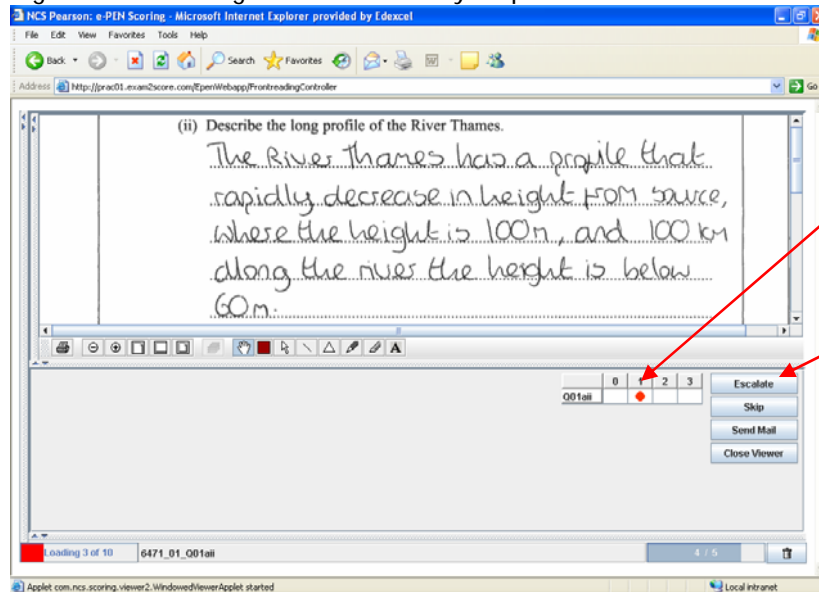 NCS Pearson: e-PEN Scoring - Microsoft Internet Explorer provided by Edexcel
File Edit View Favorites Tools Help
Back Search Favorites
Address http://prac01.exam2score.com/EpenWebapp/FrontreadingController Go
(ii) Describe the long profile of the River Thames.
The River Thames has a profile that
rapidly decrease in height from source,
where the height is 100m, and 100 km
along the river the height is below
60m.
A
0 1 2 3
Q01aii
Escalate
Skip
Send Mail
Close Viewer
Loading 3 of 10 6471_01_Q01aii 4 / 5
Applet com.ncs.scoring.viewer2.WindowedViewerApplet started Local intranet